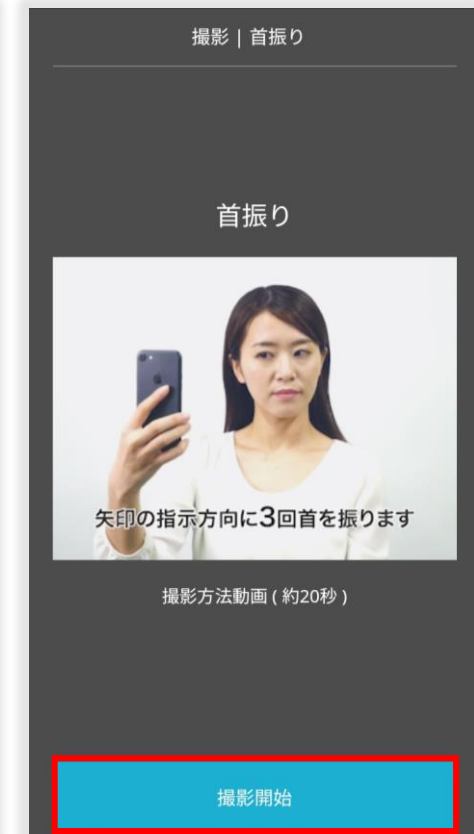 撮影 | 首振り
首振り
矢印の指示方向に3回首を振ります
撮影方法動画 ( 約20秒 )
撮影開始